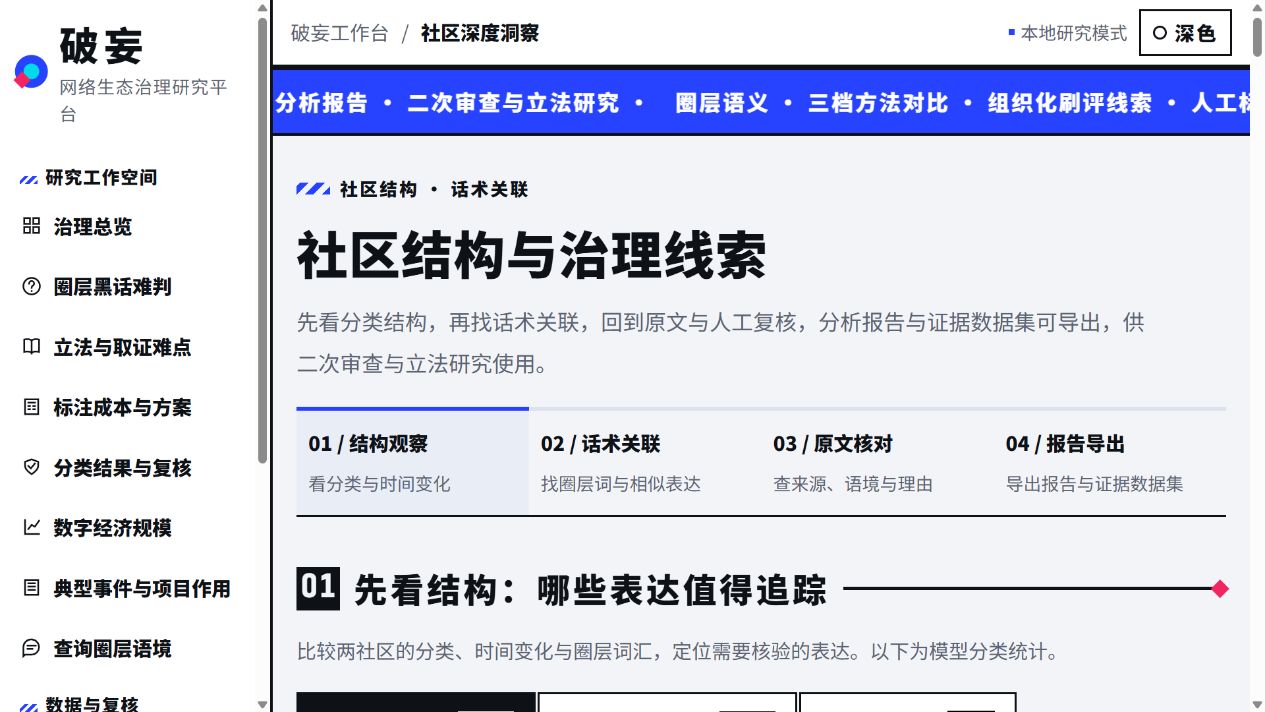 破妄
网络生态治理研究平
台
研究工作空间
治理总览
圈层黑话难判
立法与取证难点
标注成本与方案
分类结果与复核
数字经济规模
典型事件与项目作用
查询圈层语境
数据与复核
破妄工作台 / 社区深度洞察
本地研究模式
深色
分析报告 • 二次审查与立法研究 • 圈层语义 • 三档方法对比 • 组织化刷评线索 • 人工
社区结构 • 话术关联
社区结构与治理线索
先看分类结构，再找话术关联，回到原文与人工复核，分析报告与证据数据集可导出，供
二次审查与立法研究使用。
01 / 结构观察
看分类与时间变化
02 / 话术关联
找圈层词与相似表达
03 / 原文核对
查来源、语境与理由
04 / 报告导出
导出报告与证据数据集
01 先看结构：哪些表达值得追踪
比较两社区的分类、时间变化与圈层词汇，定位需要核验的表达。以下为模型分类统计。